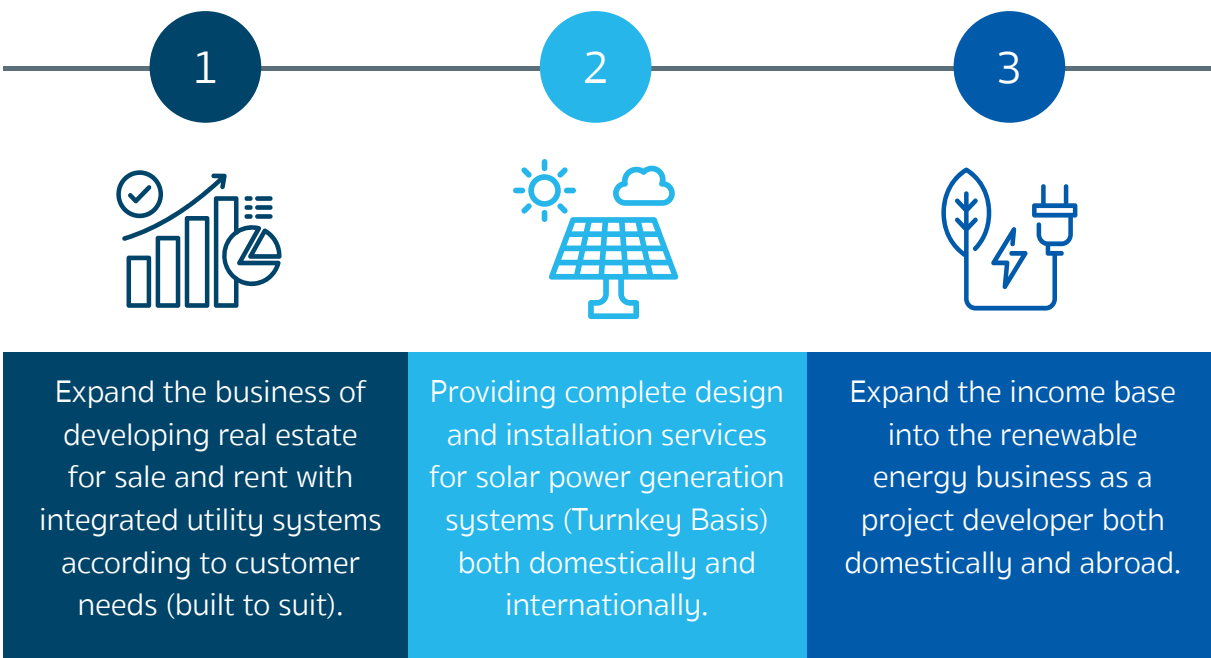 1
2
3
Expand the business of
developing real estate
for sale and rent with
integrated utility systems
according to customer
needs (built to suit).
Providing complete design
and installation services
for solar power generation
systems (Turnkey Basis)
both domestically and
internationally.
Expand the income base
into the renewable
energy business as a
project developer both
domestically and abroad.